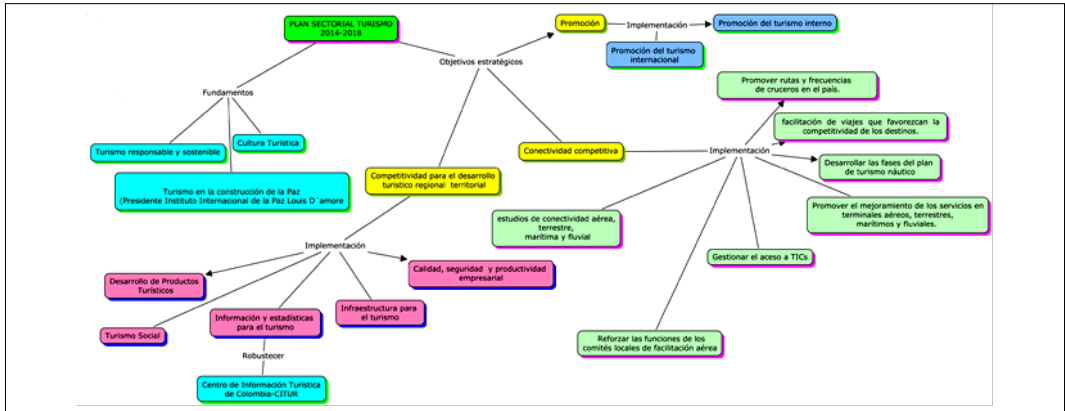 PLAN SECTORIAL TURISMO
2014-2018
Promoción
Implementación
Promoción del turismo interno
Promoción del turismo
internacional
Objetivos estratégicos
Fundamentos
Turismo responsable y sostenible
Cultura Turística
Turismo en la construcción de la Paz
(Presidente Instituto Internacional de la Paz Louis D´amore
Competitividad para el desarrollo
turistico regional territorial
Conectividad competitiva
Implementación
Promover rutas y frecuencias
de cruceros en el país.
facilitación de viajes que favorezcan la
competitividad de los destinos.
Desarrollar las fases del plan
de turismo náutico
Promover el mejoramiento de los servicios en
terminales aéreos, terrestres,
marítimos y fluviales.
Gestionar el aceso a TICs
estudios de conectividad aérea,
terrestre,
marítima y fluvial
Reforzar las funciones de los
comités locales de facilitación aérea
Implementación
Desarrollo de Productos
Turísticos
Turismo Social
Información y estadísticas
para el turismo
Infraestructura para
el turismo
Calidad, seguridad y productividad
empresarial
Robustecer
Centro de Información Turistica
de Colombia-CITUR